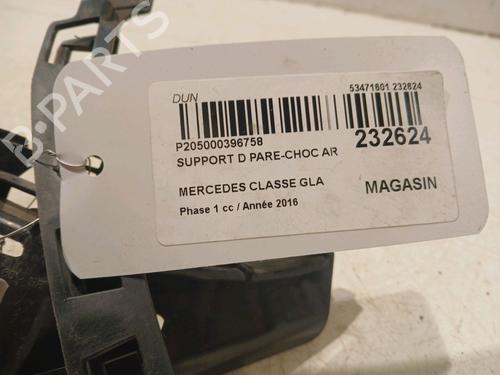 B-PARTS
DUN
53471601 232624
P205000396758
232624
SUPPORT D PARE-CHOC AR
MERCEDES CLASSE GLA
MAGASIN
Phase 1 cc / Année 2016